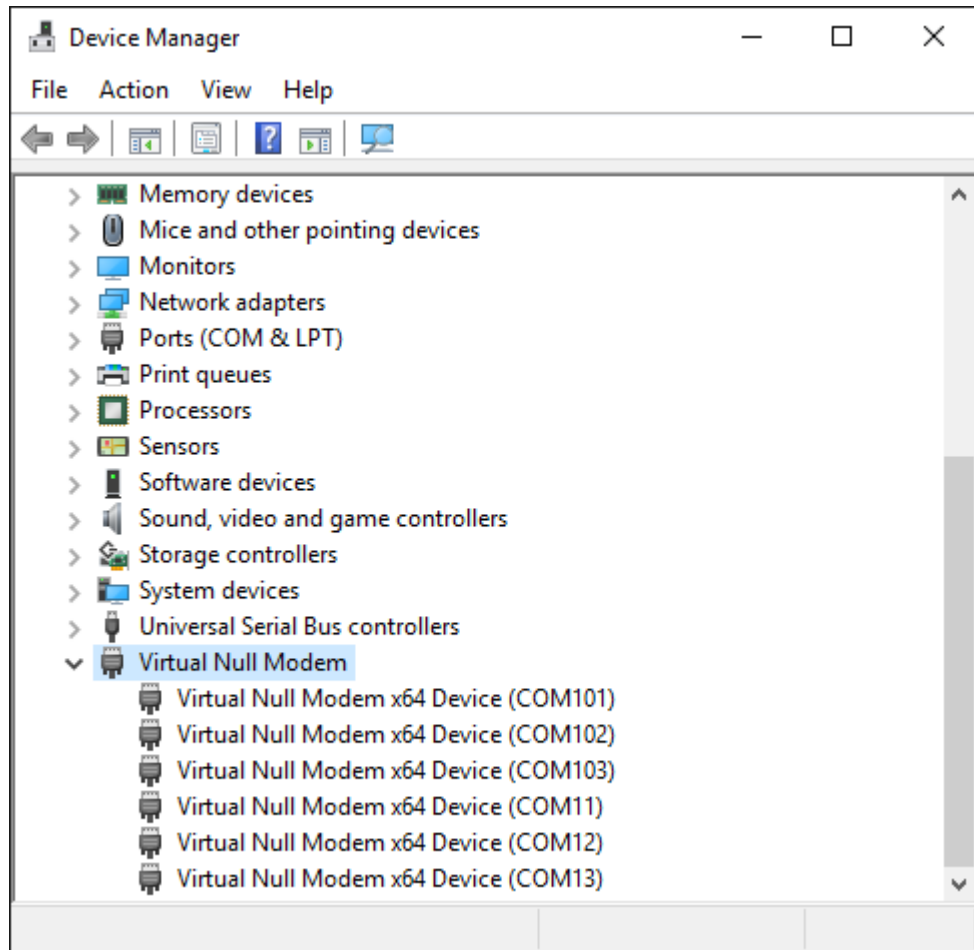 Device Manager
File Action View Help
Memory devices
Mice and other pointing devices
Monitors
Network adapters
Ports (COM & LPT)
Print queues
Processors
Sensors
Software devices
Sound, video and game controllers
Storage controllers
System devices
Universal Serial Bus controllers
Virtual Null Modem
Virtual Null Modem x64 Device (COM101)
Virtual Null Modem x64 Device (COM102)
Virtual Null Modem x64 Device (COM103)
Virtual Null Modem x64 Device (COM11)
Virtual Null Modem x64 Device (COM12)
Virtual Null Modem x64 Device (COM13)